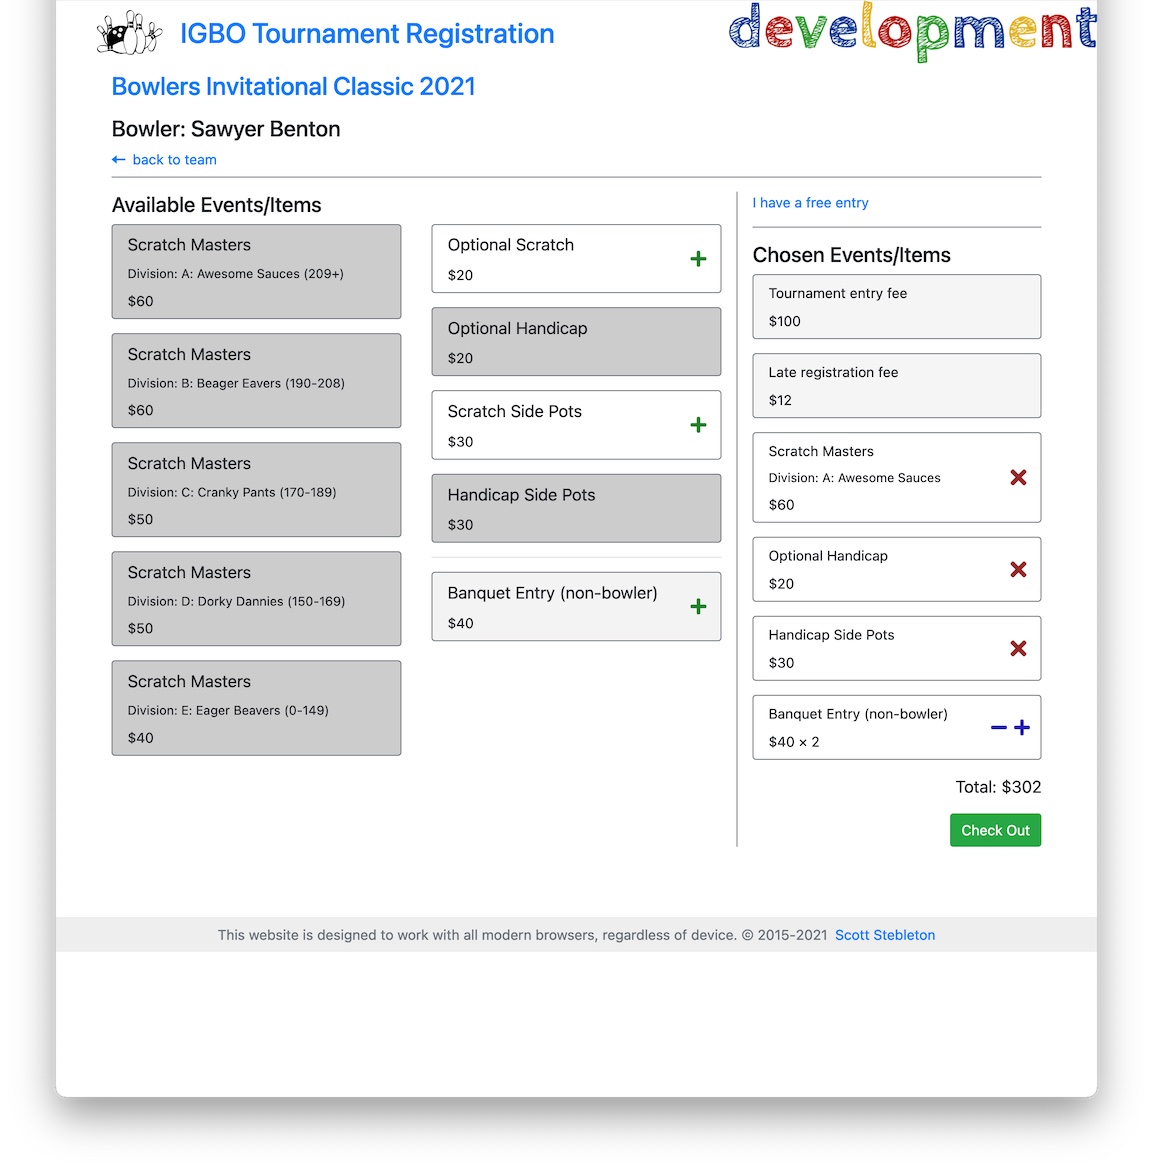 IGBO Tournament Registration
development
Bowlers Invitational Classic 2021
Bowler: Sawyer Benton
← back to team
Available Events/Items
Scratch Masters
Division: A: Awesome Sauces (209+)
$60
Scratch Masters
Division: B: Beager Eavers (190-208)
$60
Scratch Masters
Division: C: Cranky Pants (170-189)
$50
Scratch Masters
Division: D: Dorky Dannies (150-169)
$50
Scratch Masters
Division: E: Eager Beavers (0-149)
$40
Optional Scratch
$20
Optional Handicap
$20
Scratch Side Pots
$30
Handicap Side Pots
$30
Banquet Entry (non-bowler)
$40
I have a free entry
Chosen Events/Items
Tournament entry fee
$100
Late registration fee
$12
Scratch Masters
Division: A: Awesome Sauces
$60
Optional Handicap
$20
Handicap Side Pots
$30
Banquet Entry (non-bowler)
$40 × 2
Total: $302
Check Out
This website is designed to work with all modern browsers, regardless of device. © 2015-2021 Scott Stebleton